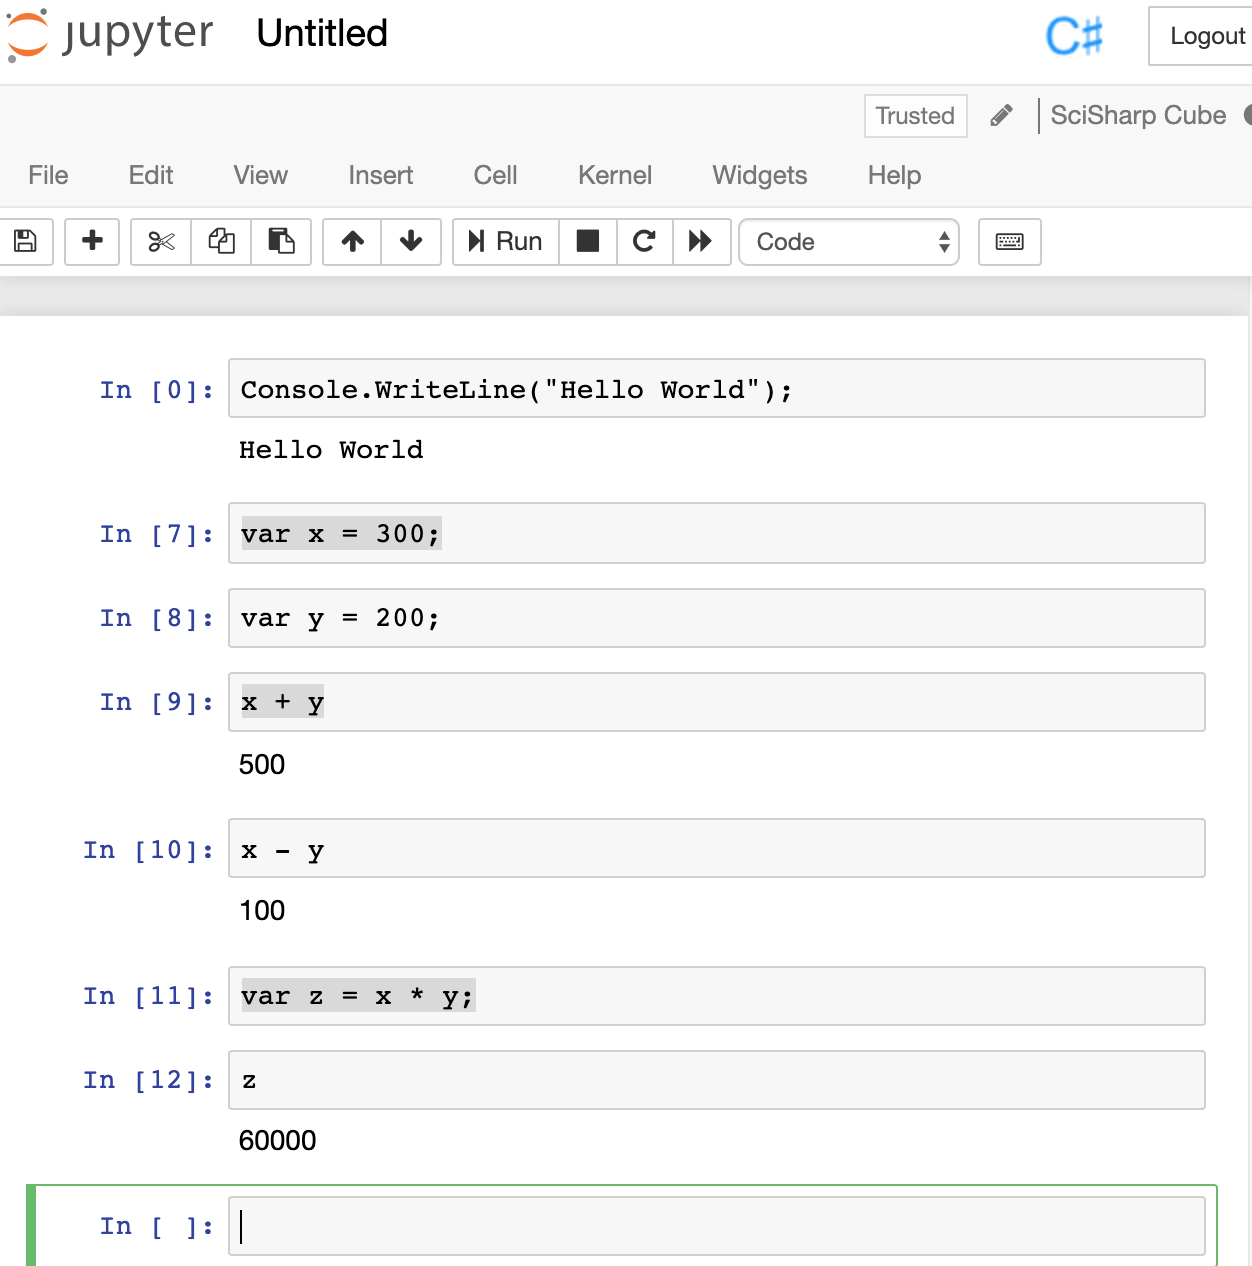 jupyter Untitled C# Logout
Trusted SciSharp Cube
File Edit View Insert Cell Kernel Widgets Help
Run Code
In [0]: Console.WriteLine("Hello World");
Hello World
In [7]: var x = 300;
In [8]: var y = 200;
In [9]: x + y
500
In [10]: x - y
100
In [11]: var z = x * y;
In [12]: z
60000
In [ ]: